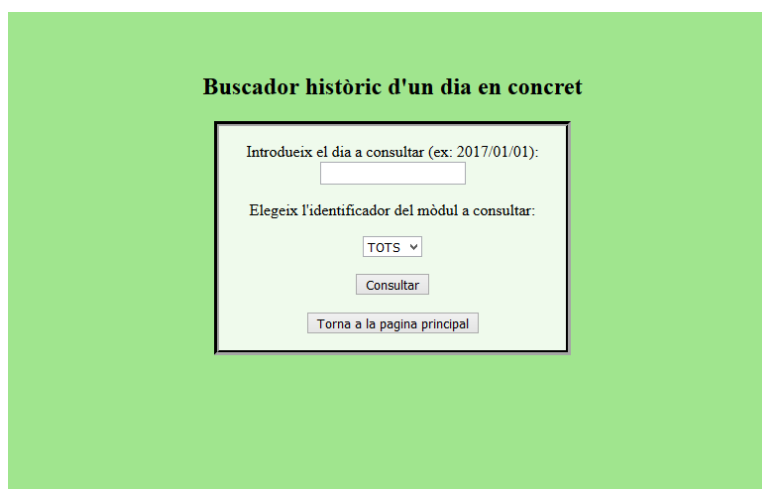 Buscador històric d'un dia en concret
Introdueix el dia a consultar (ex: 2017/01/01):
Elegeix l'identificador del mòdul a consultar:
TOTS
Consultar
Torna a la pagina principal